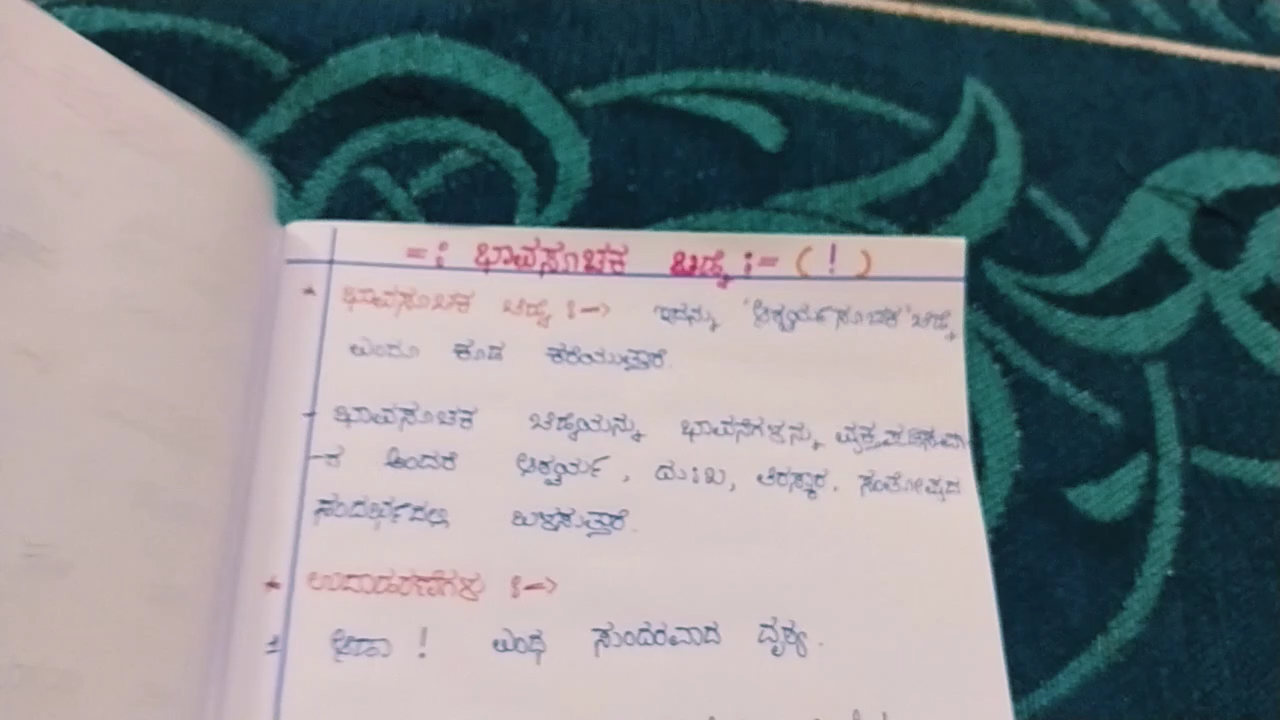 =: ಭಾವಸೂಚಕ ಚಿಹ್ನೆ := ( ! )
* ಭಾವಸೂಚಕ ಚಿಹ್ನೆ :-> ಇದನ್ನು 'ಆಶ್ಚರ್ಯಸೂಚಕ' ಚಿಹ್ನೆ
ಎಂದೂ ಕೂಡ ಕರೆಯುತ್ತಾರೆ.
- ಭಾವಸೂಚಕ ಚಿಹ್ನೆಯನ್ನು ಭಾವನೆಗಳನ್ನು ವ್ಯಕ್ತಪಡಿಸುವಾ
-ಗ ಅಂದರೆ ಆಶ್ಚರ್ಯ, ದುಃಖ, ತಿರಸ್ಕಾರ. ಸಂತೋಷದ
ಸಂದರ್ಭದಲ್ಲಿ ಬಳಸುತ್ತಾರೆ.
* ಉದಾಹರಣೆಗಳು :->
ಆಹಾ ! ಎಂಥ ಸುಂದರವಾದ ದೃಶ್ಯ.